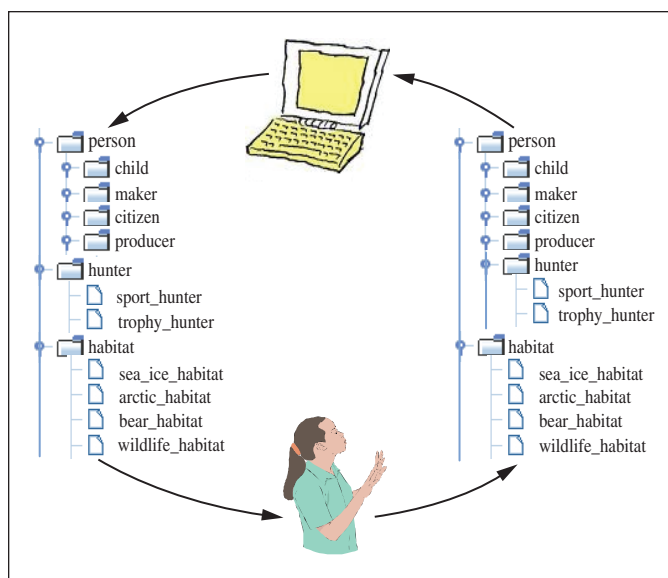 person
child
maker
citizen
producer
hunter
sport_hunter
trophy_hunter
habitat
sea_ice_habitat
arctic_habitat
bear_habitat
wildlife_habitat
person
child
maker
citizen
producer
hunter
sport_hunter
trophy_hunter
habitat
sea_ice_habitat
arctic_habitat
bear_habitat
wildlife_habitat